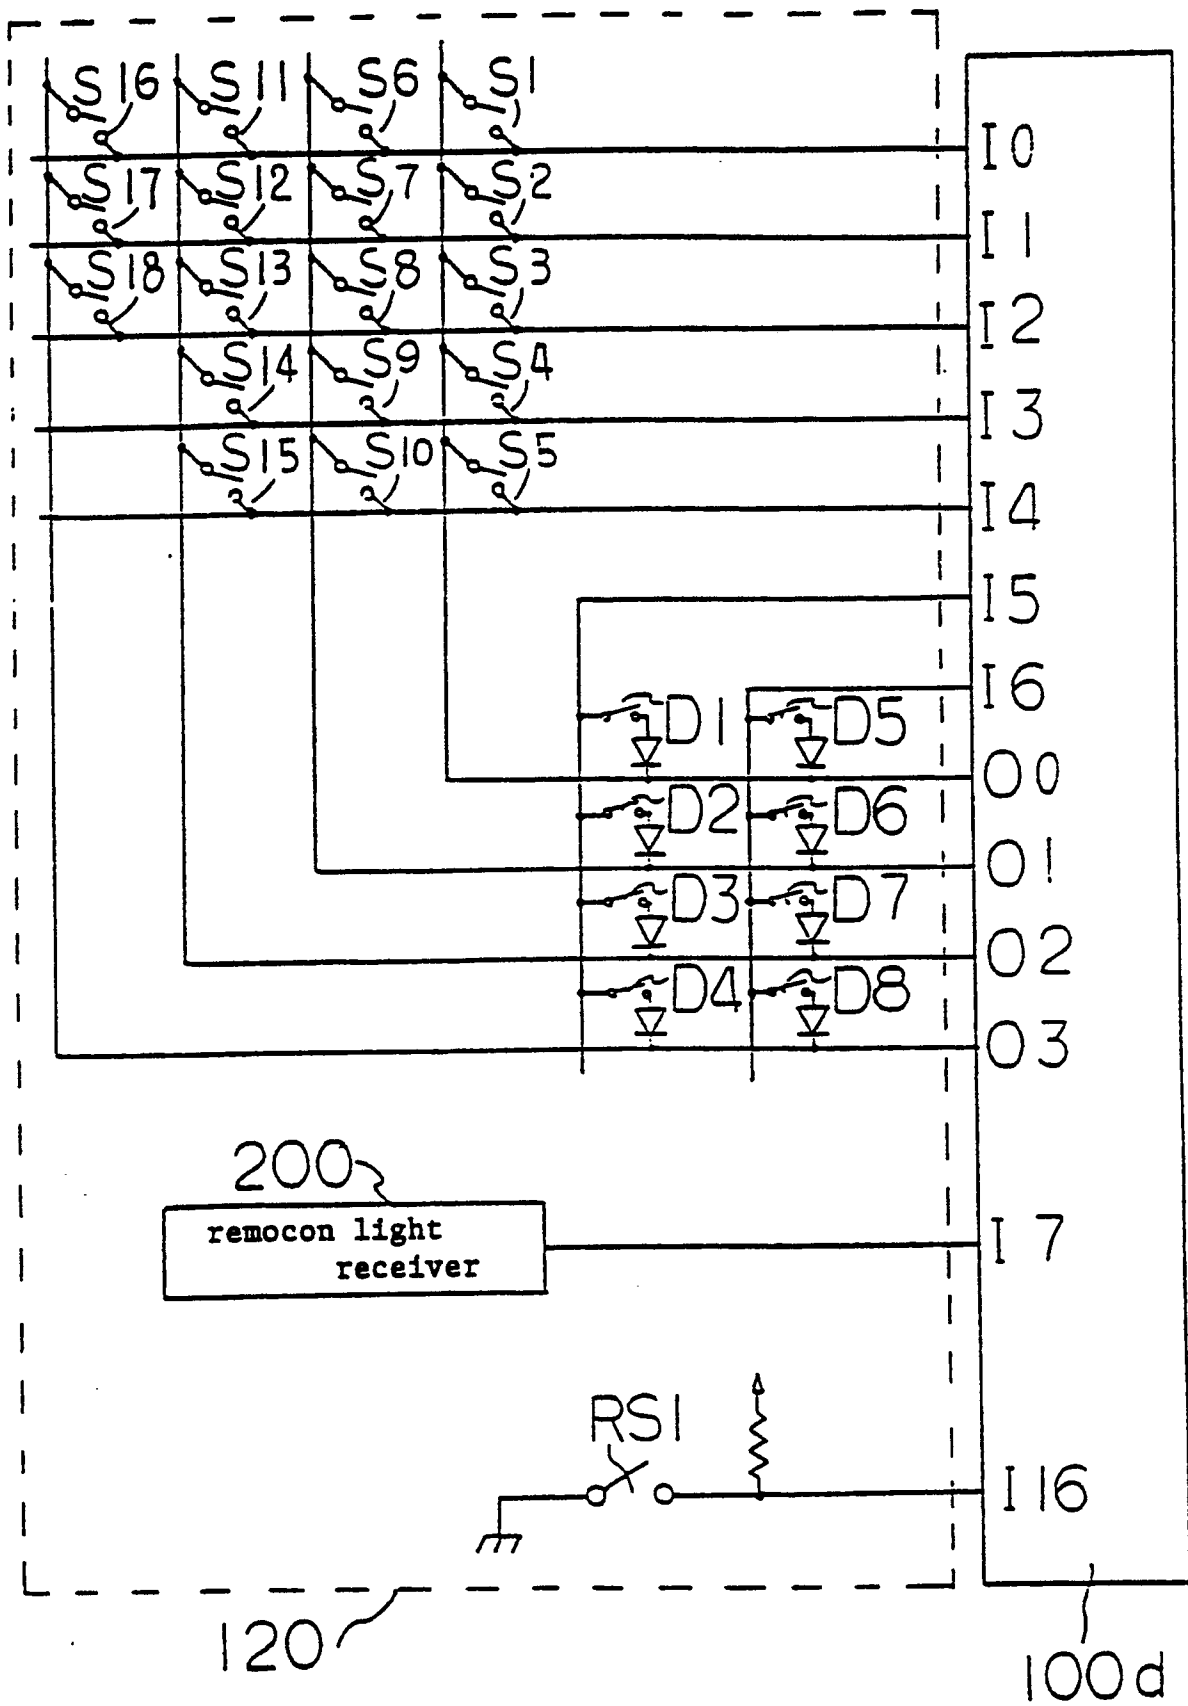 S16 S11 S6 S1
I0
S17 S12 S7 S2
I1
S18 S13 S8 S3
I2
S14 S9 S4
I3
S15 S10 S5
I4
I5
I6
D1 D5
O0
D2 D6
O1
D3 D7
O2
D4 D8
O3
200
remocon light
receiver
I7
RS1
I16
120
100d